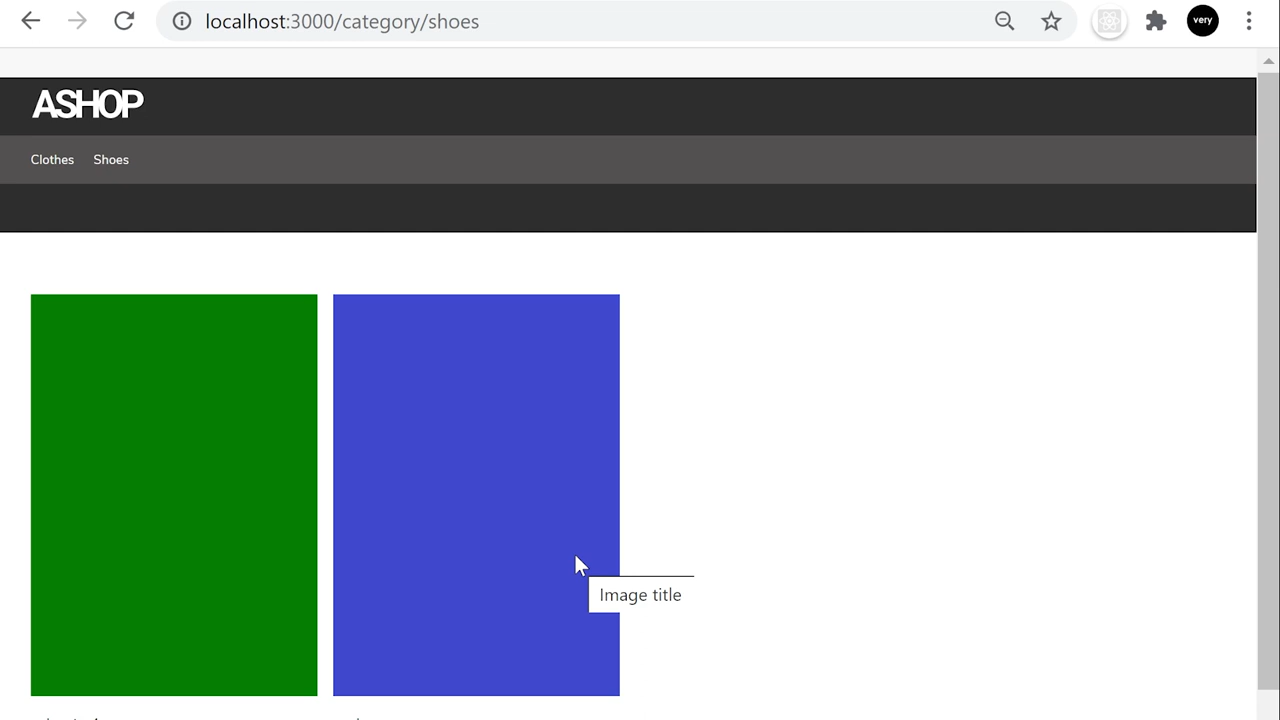 localhost:3000/category/shoes
very
ASHOP
Clothes Shoes
Image title